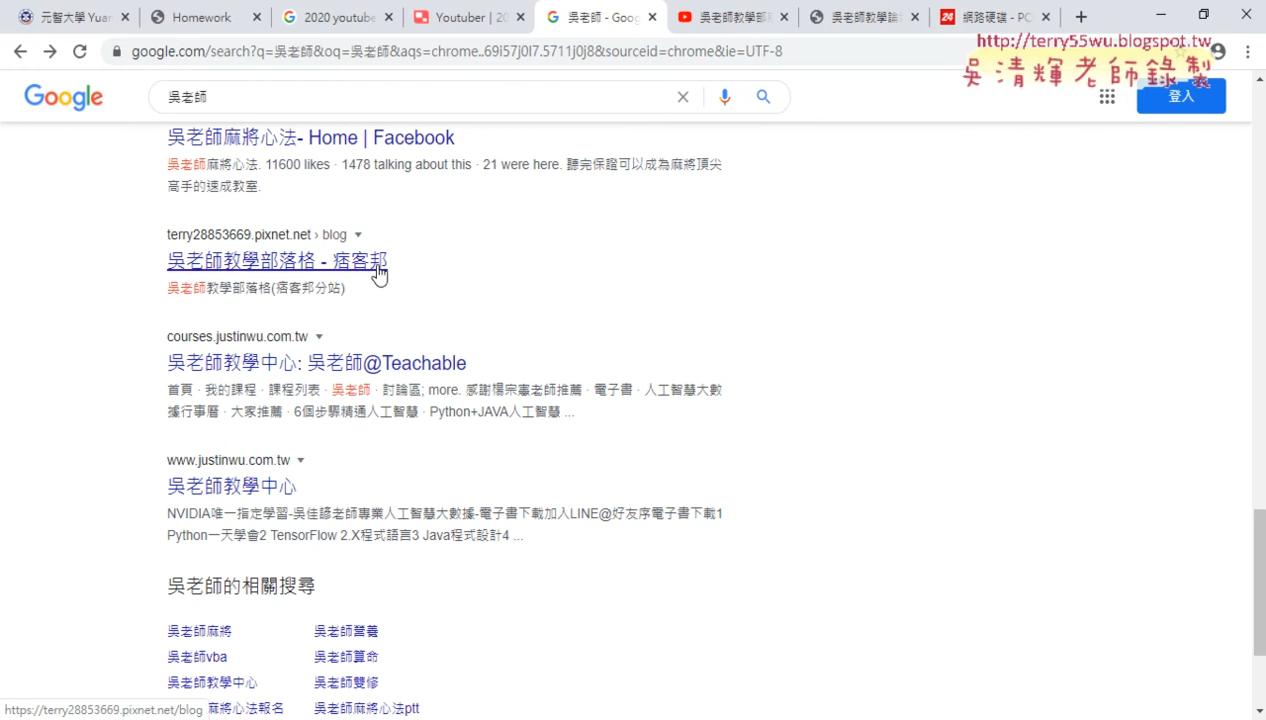 元智大學 Yuan
Homework
2020 youtube
Youtuber | 20
吳老師 - Goog
吳老師教學部
吳老師教學論
網路硬碟 - PC
google.com/search?q=吳老師&oq=吳老師&aqs=chrome..69i57j0l7.5711j0j8&sourceid=chrome&ie=UTF-8
http://terry55wu.blogspot.tw
吳清輝老師錄製
Google
吳老師
登入
吳老師麻將心法- Home | Facebook
吳老師麻將心法. 11600 likes · 1478 talking about this · 21 were here. 聽完保證可以成為麻將頂尖
高手的速成教室.
terry28853669.pixnet.net › blog
吳老師教學部落格 - 痞客邦
吳老師教學部落格(痞客邦分站)
courses.justinwu.com.tw
吳老師教學中心: 吳老師@Teachable
首頁 · 我的課程 · 課程列表 · 吳老師 · 討論區; more. 感謝楊宗憲老師推薦 · 電子書 · 人工智慧大數
據行事曆 · 大家推薦 · 6個步驟精通人工智慧 · Python+JAVA人工智慧 ...
www.justinwu.com.tw
吳老師教學中心
NVIDIA唯一指定學習-吳佳諺老師專業人工智慧大數據-電子書下載加入LINE@好友序電子書下載1
Python一天學會2 TensorFlow 2.X程式語言3 Java程式設計4 ...
吳老師的相關搜尋
吳老師麻將
吳老師營養
吳老師vba
吳老師算命
吳老師教學中心
吳老師雙修
麻將心法報名
吳老師麻將心法ptt
https://terry28853669.pixnet.net/blog